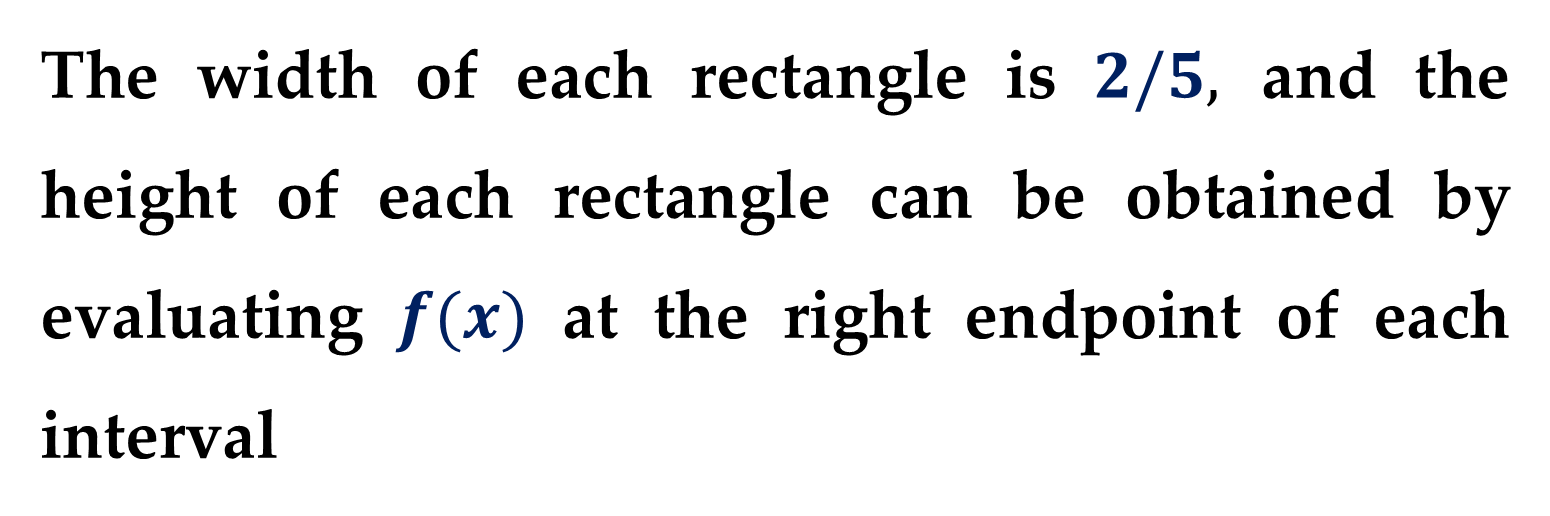 The width of each rectangle is 2/5, and the
height of each rectangle can be obtained by
evaluating f(x) at the right endpoint of each
interval